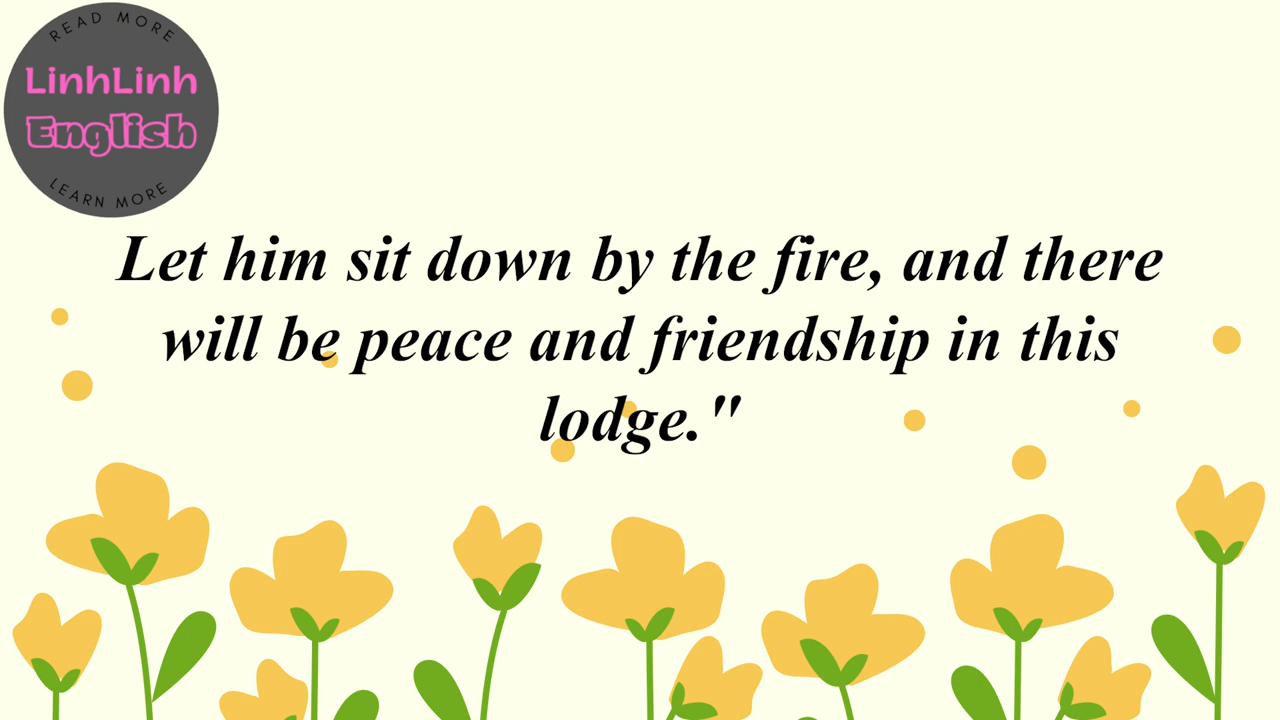 READ MORE
LinhLinh
English
LEARN MORE
Let him sit down by the fire, and there
will be peace and friendship in this
lodge."